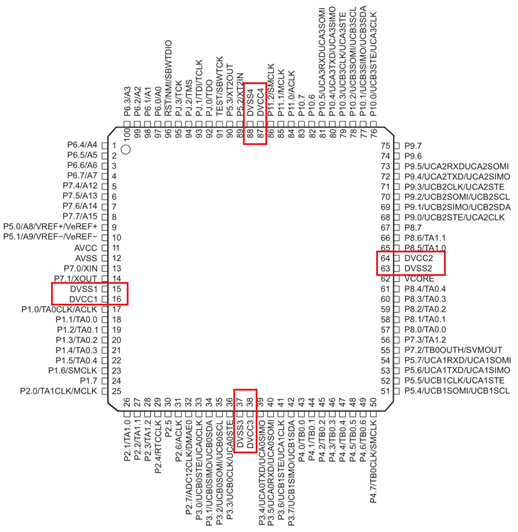 P6.3/A3
P6.2/A2
P6.1/A1
P6.0/A0
RST/NMI/SBWTDIO
PJ.3/TCK
PJ.2/TMS
PJ.1/TDI/TCLK
PJ.0/TDO
TEST/SBWTCK
P5.3/XT2OUT
P5.2/XT2IN
DVSS4
DVCC4
P11.2/SMCLK
P11.1/MCLK
P11.0/ACLK
P10.7
P10.6
P10.5/UCA3RXD/UCA3SOMI
P10.4/UCA3TXD/UCA3SIMO
P10.3/UCB3CLK/UCA3STE
P10.2/UCB3SOMI/UCB3SCL
P10.1/UCB3SIMO/UCB3SDA
P10.0/UCB3STE/UCA3CLK
100 99 98 97 96 95 94 93 92 91 90 89 88 87 86 85 84 83 82 81 80 79 78 77 76
P6.4/A4 1
P6.5/A5 2
P6.6/A6 3
P6.7/A7 4
P7.4/A12 5
P7.5/A13 6
P7.6/A14 7
P7.7/A15 8
P5.0/A8/VREF+/VeREF+ 9
P5.1/A9/VREF−/VeREF− 10
AVCC 11
AVSS 12
P7.0/XIN 13
P7.1/XOUT 14
DVSS1 15
DVCC1 16
P1.0/TA0CLK/ACLK 17
P1.1/TA0.0 18
P1.2/TA0.1 19
P1.3/TA0.2 20
P1.4/TA0.3 21
P1.5/TA0.4 22
P1.6/SMCLK 23
P1.7 24
P2.0/TA1CLK/MCLK 25
75 P9.7
74 P9.6
73 P9.5/UCA2RXD/UCA2SOMI
72 P9.4/UCA2TXD/UCA2SIMO
71 P9.3/UCB2CLK/UCA2STE
70 P9.2/UCB2SOMI/UCB2SCL
69 P9.1/UCB2SIMO/UCB2SDA
68 P9.0/UCB2STE/UCA2CLK
67 P8.7
66 P8.6/TA1.1
65 P8.5/TA1.0
64 DVCC2
63 DVSS2
62 VCORE
61 P8.4/TA0.4
60 P8.3/TA0.3
59 P8.2/TA0.2
58 P8.1/TA0.1
57 P8.0/TA0.0
56 P7.3/TA1.2
55 P7.2/TB0OUTH/SVMOUT
54 P5.7/UCA1RXD/UCA1SOMI
53 P5.6/UCA1TXD/UCA1SIMO
52 P5.5/UCB1CLK/UCA1STE
51 P5.4/UCB1SOMI/UCB1SCL
26 27 28 29 30 31 32 33 34 35 36 37 38 39 40 41 42 43 44 45 46 47 48 49 50
P2.1/TA1.0
P2.2/TA1.1
P2.3/TA1.2
P2.4/RTCCLK
P2.5
P2.6/ACLK
P2.7/ADC12CLK/DMAE0
P3.0/UCB0STE/UCA0CLK
P3.1/UCB0SIMO/UCB0SDA
P3.2/UCB0SOMI/UCB0SCL
P3.3/UCB0CLK/UCA0STE
DVSS3
DVCC3
P3.4/UCA0TXD/UCA0SIMO
P3.5/UCA0RXD/UCA0SOMI
P3.6/UCB1STE/UCA1CLK
P3.7/UCB1SIMO/UCB1SDA
P4.0/TB0.0
P4.1/TB0.1
P4.2/TB0.2
P4.3/TB0.3
P4.4/TB0.4
P4.5/TB0.5
P4.6/TB0.6
P4.7/TB0CLK/SMCLK